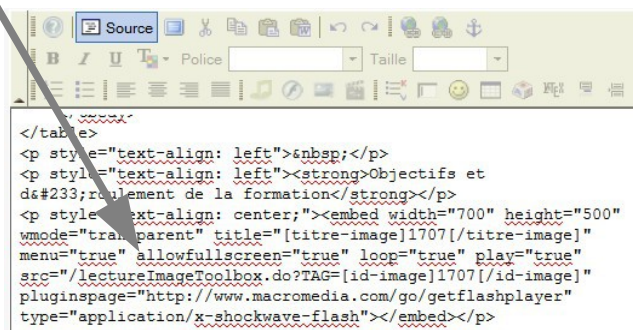 Source
B I U Police Taille
</table>
<p style="text-align: left">&nbsp;</p>
<p style="text-align: left"><strong>Objectifs et
d&#233;roulement de la formation</strong></p>
<p style="text-align: center;"><embed width="700" height="500"
wmode="transparent" title="[titre-image]1707[/titre-image]"
menu="true" allowfullscreen="true" loop="true" play="true"
src="/lectureImageToolbox.do?TAG=[id-image]1707[/id-image]"
pluginspage="http://www.macromedia.com/go/getflashplayer"
type="application/x-shockwave-flash"></embed></p>